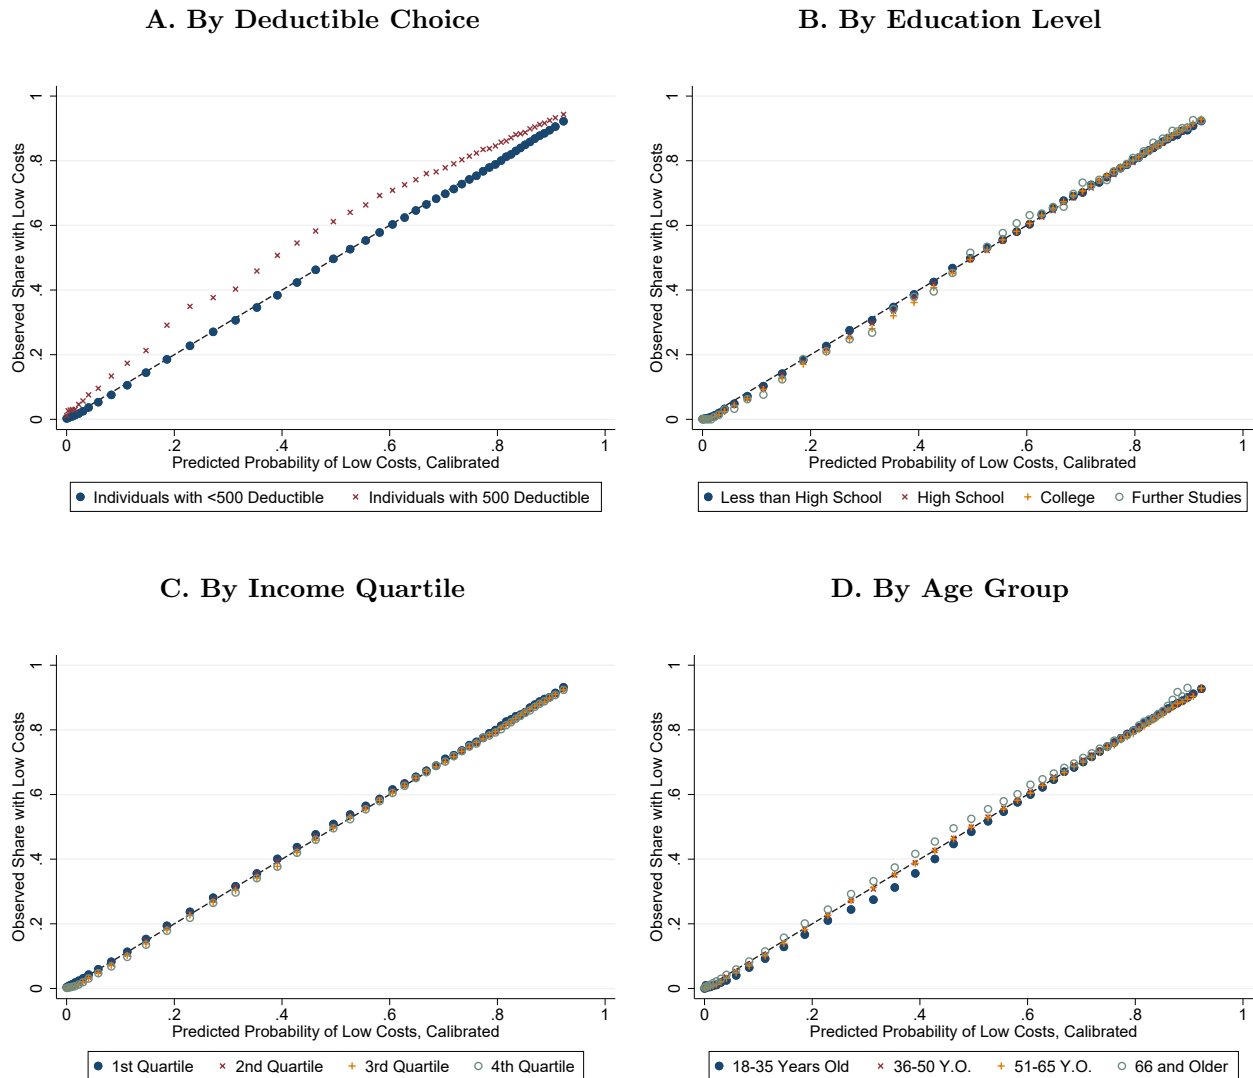 A. By Deductible Choice
Observed Share with Low Costs
1
.8
.6
.4
.2
0
0 .2 .4 .6 .8 1
Predicted Probability of Low Costs, Calibrated
Individuals with <500 Deductible Individuals with 500 Deductible
B. By Education Level
Observed Share with Low Costs
1
.8
.6
.4
.2
0
0 .2 .4 .6 .8 1
Predicted Probability of Low Costs, Calibrated
Less than High School High School College Further Studies
C. By Income Quartile
Observed Share with Low Costs
1
.8
.6
.4
.2
0
0 .2 .4 .6 .8 1
Predicted Probability of Low Costs, Calibrated
1st Quartile 2nd Quartile 3rd Quartile 4th Quartile
D. By Age Group
Observed Share with Low Costs
1
.8
.6
.4
.2
0
0 .2 .4 .6 .8 1
Predicted Probability of Low Costs, Calibrated
18-35 Years Old 36-50 Y.O. 51-65 Y.O. 66 and Older